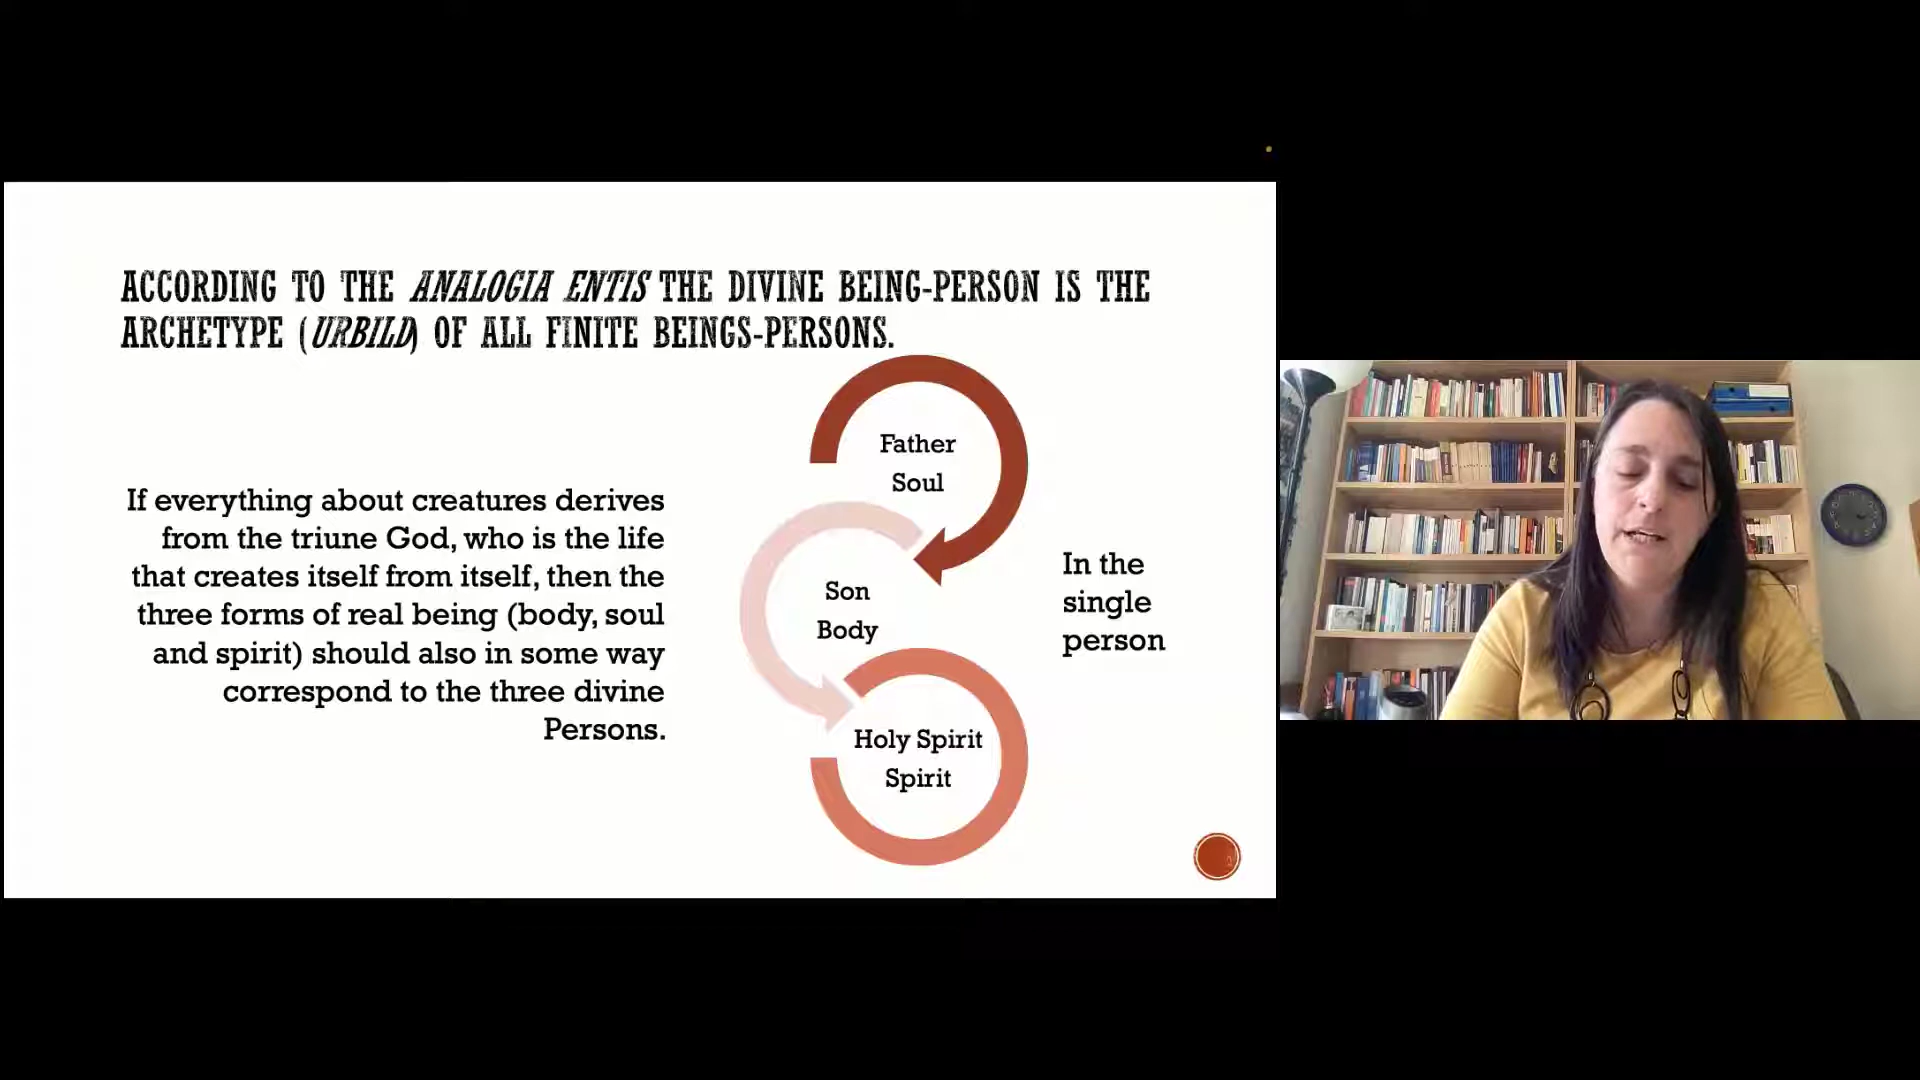 ACCORDING TO THE ANALOGIA ENTIS THE DIVINE BEING-PERSON IS THE
ARCHETYPE (URBILD) OF ALL FINITE BEINGS-PERSONS.
If everything about creatures derives
from the triune God, who is the life
that creates itself from itself, then the
three forms of real being (body, soul
and spirit) should also in some way
correspond to the three divine
Persons.
Father
Soul
Son
Body
Holy Spirit
Spirit
In the
single
person